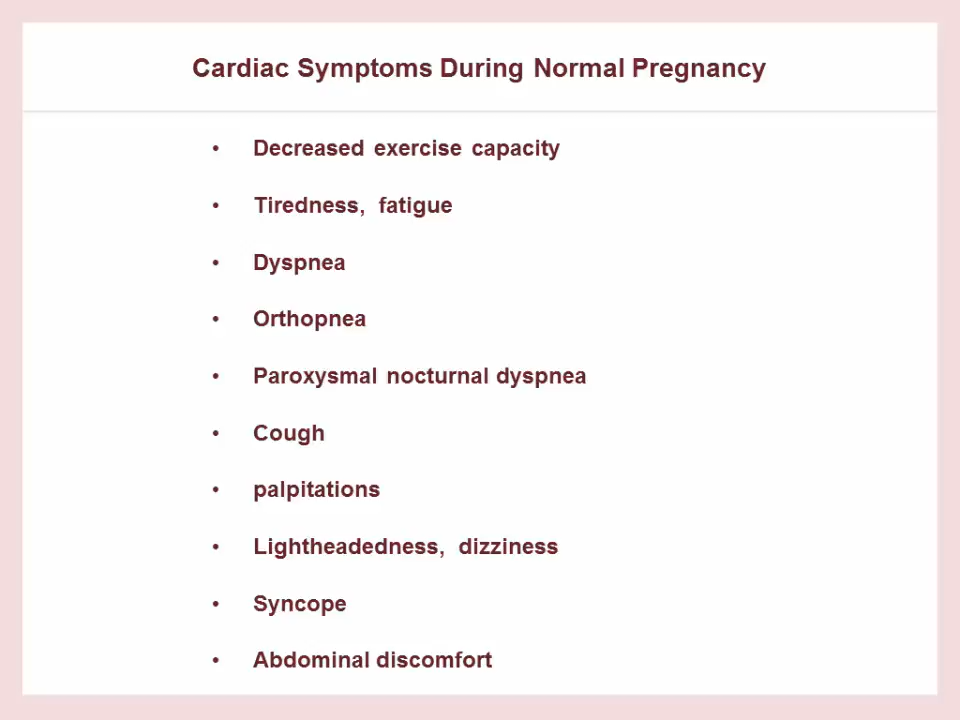 Cardiac Symptoms During Normal Pregnancy
• Decreased exercise capacity
• Tiredness, fatigue
• Dyspnea
• Orthopnea
• Paroxysmal nocturnal dyspnea
• Cough
• palpitations
• Lightheadedness, dizziness
• Syncope
• Abdominal discomfort